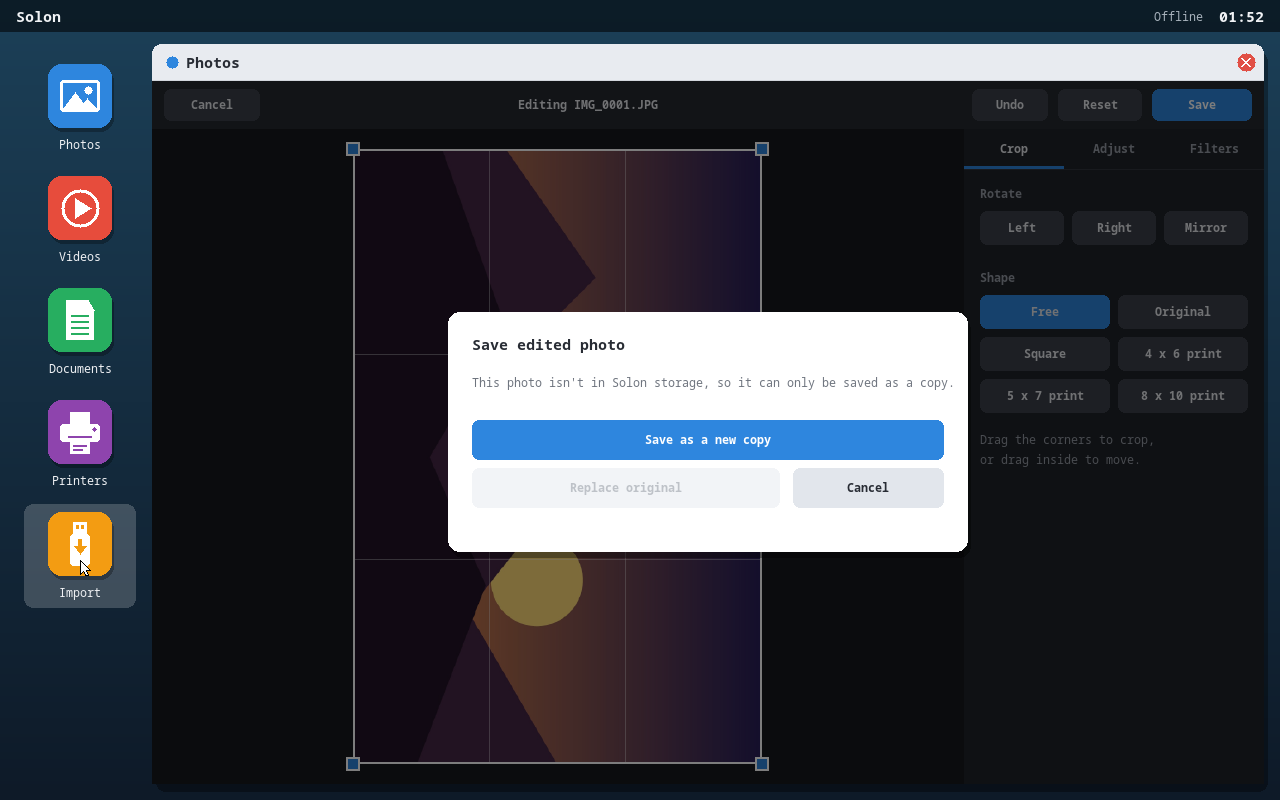 Solon
Offline 01:52
Photos
Photos
Videos
Documents
Printers
Import
Cancel
Editing IMG_0001.JPG
Undo
Reset
Save
Crop
Adjust
Filters
Rotate
Left
Right
Mirror
Shape
Free
Original
Square
4 x 6 print
5 x 7 print
8 x 10 print
Drag the corners to crop,
or drag inside to move.
Save edited photo
This photo isn't in Solon storage, so it can only be saved as a copy.
Save as a new copy
Replace original
Cancel